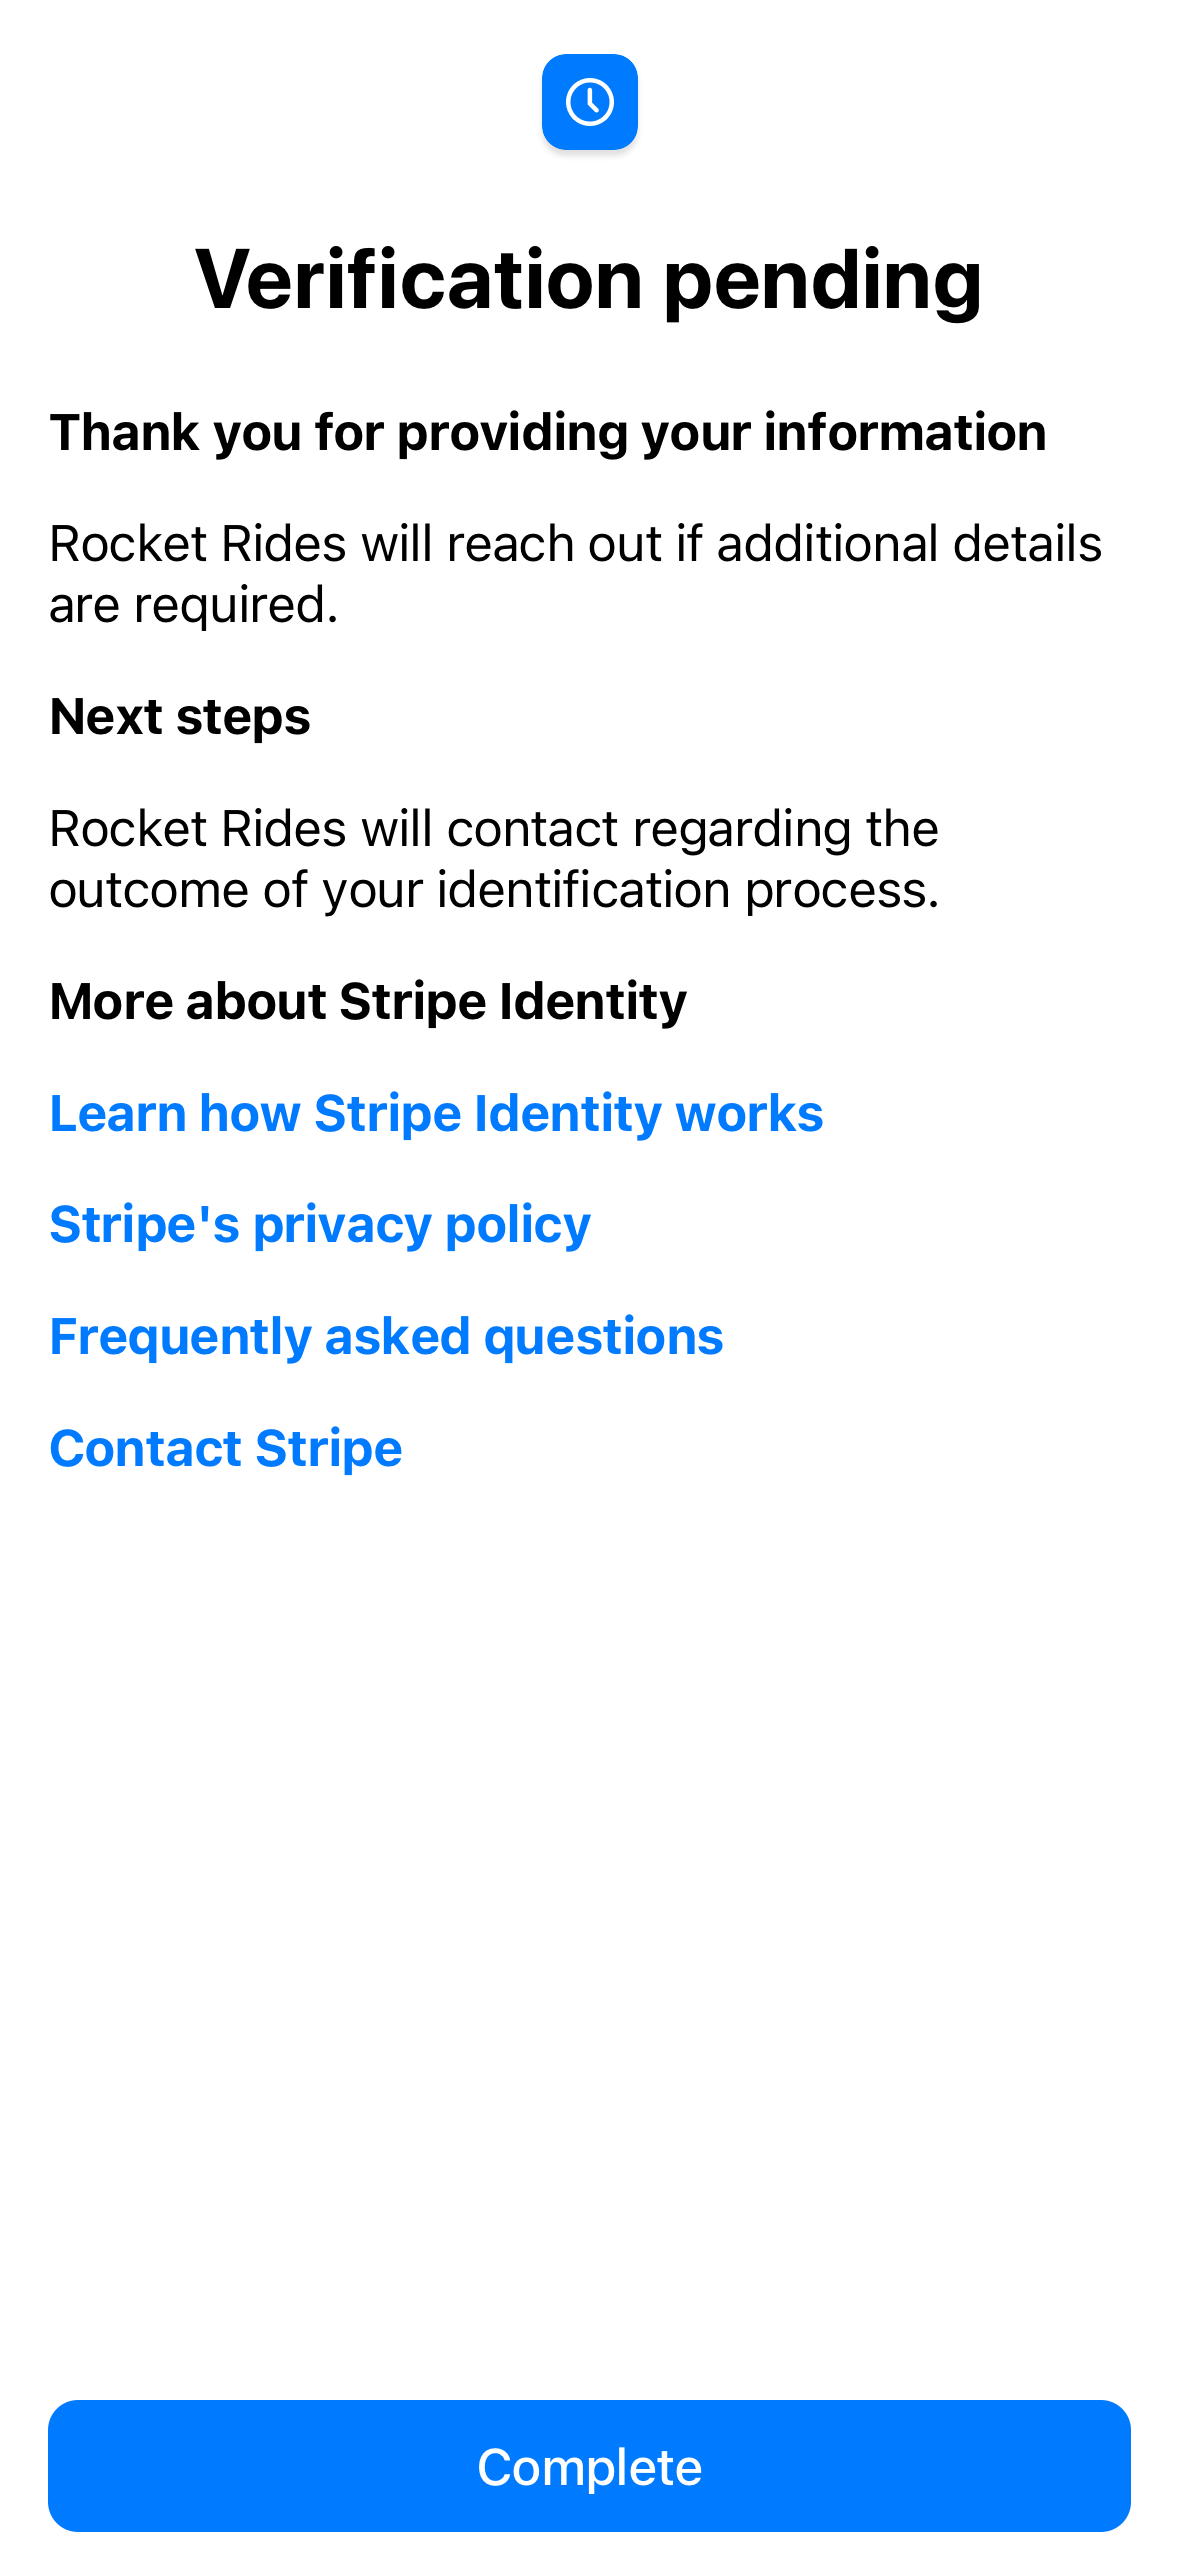 Verification pending
Thank you for providing your information
Rocket Rides will reach out if additional details
are required.
Next steps
Rocket Rides will contact regarding the
outcome of your identification process.
More about Stripe Identity
Learn how Stripe Identity works
Stripe's privacy policy
Frequently asked questions
Contact Stripe
Complete